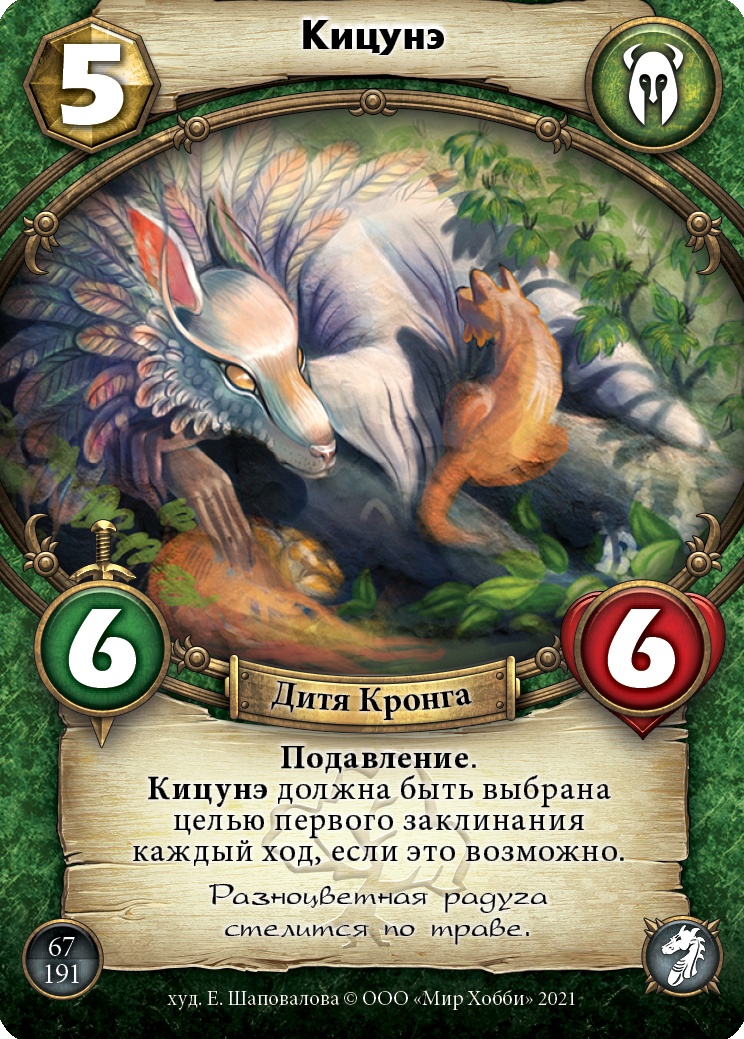 Кицунэ
5
6
6
Дитя Кронга
Подавление.
Кицунэ должна быть выбрана
целью первого заклинания
каждый ход, если это возможно.
Разноцветная радуга
стелится по траве.
67
191
худ. Е. Шаповалова © ООО «Мир Хобби» 2021